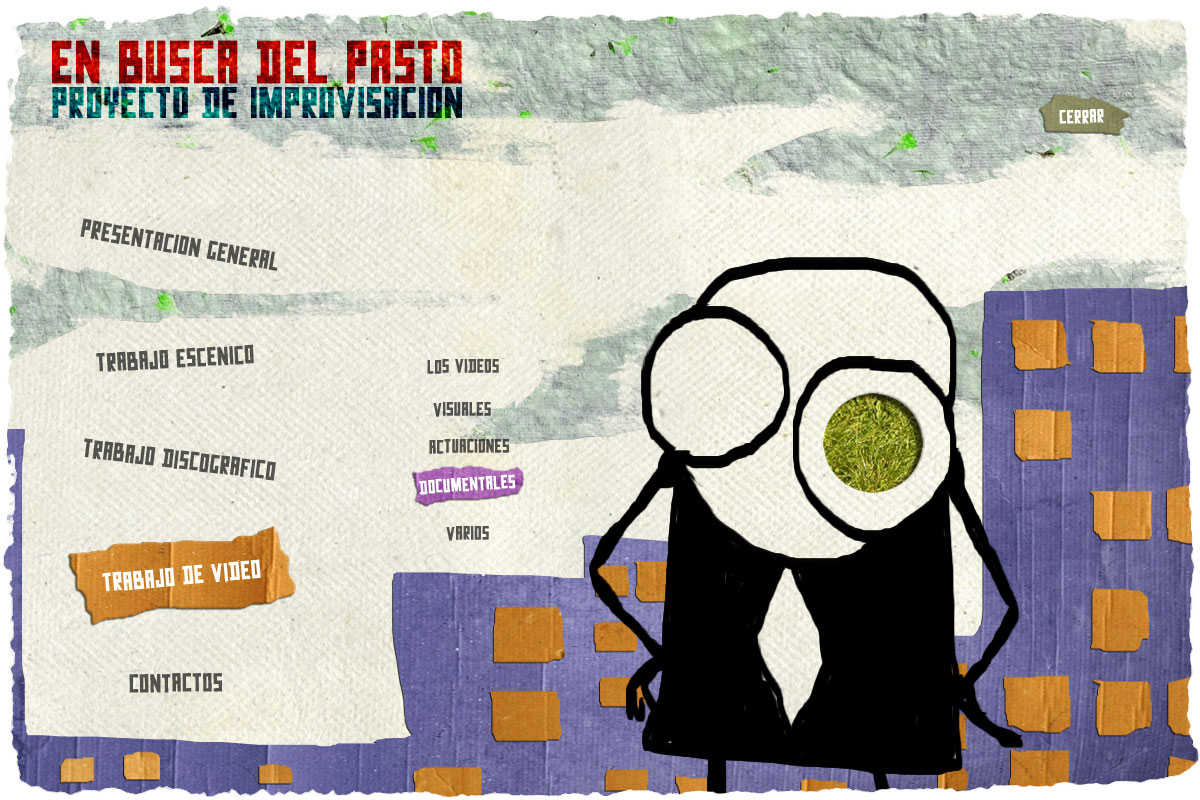 EN BUSCA DEL PASTO
PROYECTO DE IMPROVISACION
CERRAR
PRESENTACION GENERAL
TRABAJO ESCENICO
TRABAJO DISCOGRAFICO
TRABAJO DE VIDEO
CONTACTOS
LOS VIDEOS
VISUALES
ACTUACIONES
DOCUMENTALES
VARIOS